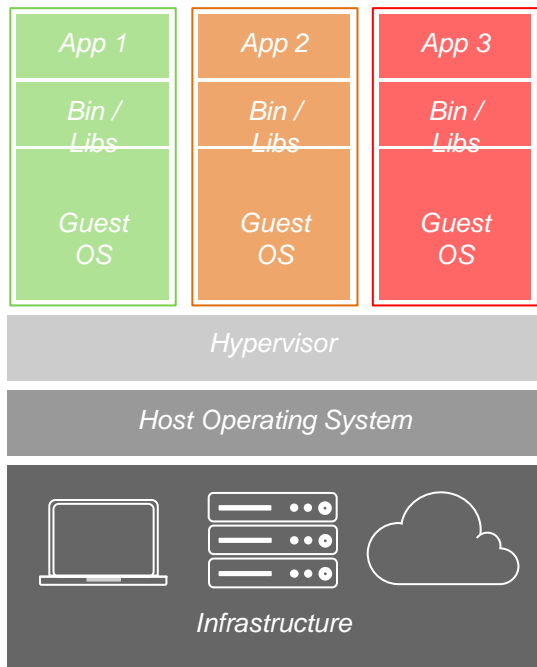 App 1
App 2
App 3
Bin /
Libs
Bin /
Libs
Bin /
Libs
Guest
OS
Guest
OS
Guest
OS
Hypervisor
Host Operating System
Infrastructure